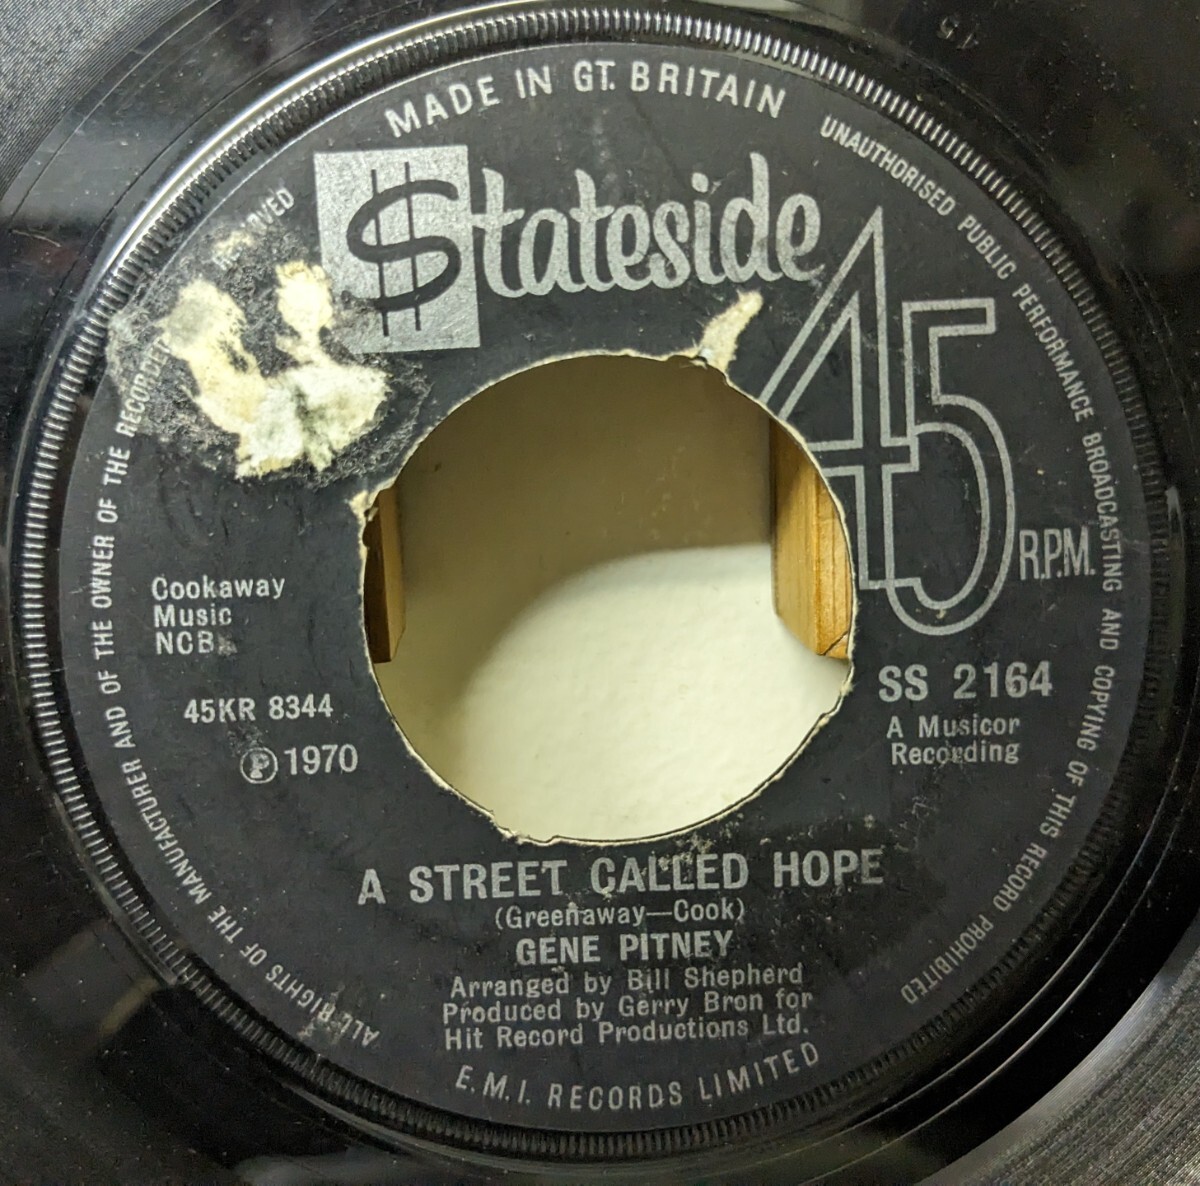 MADE IN GT. BRITAIN
UNAUTHORISED PUBLIC PERFORMANCE BROADCASTING AND COPYING OF THIS RECORD PROHIBITED
ALL RIGHTS OF THE MANUFACTURER AND OF THE OWNER OF THE RECORDED
Stateside
45
R.P.M.
Cookaway
Music
NCB
45KR 8344
Ⓟ 1970
SS 2164
A Musicor
Recording
A STREET CALLED HOPE
(Greenaway—Cook)
GENE PITNEY
Arranged by Bill Shepherd
Produced by Gerry Bron for
Hit Record Productions Ltd.
E.M.I. RECORDS LIMITED
45